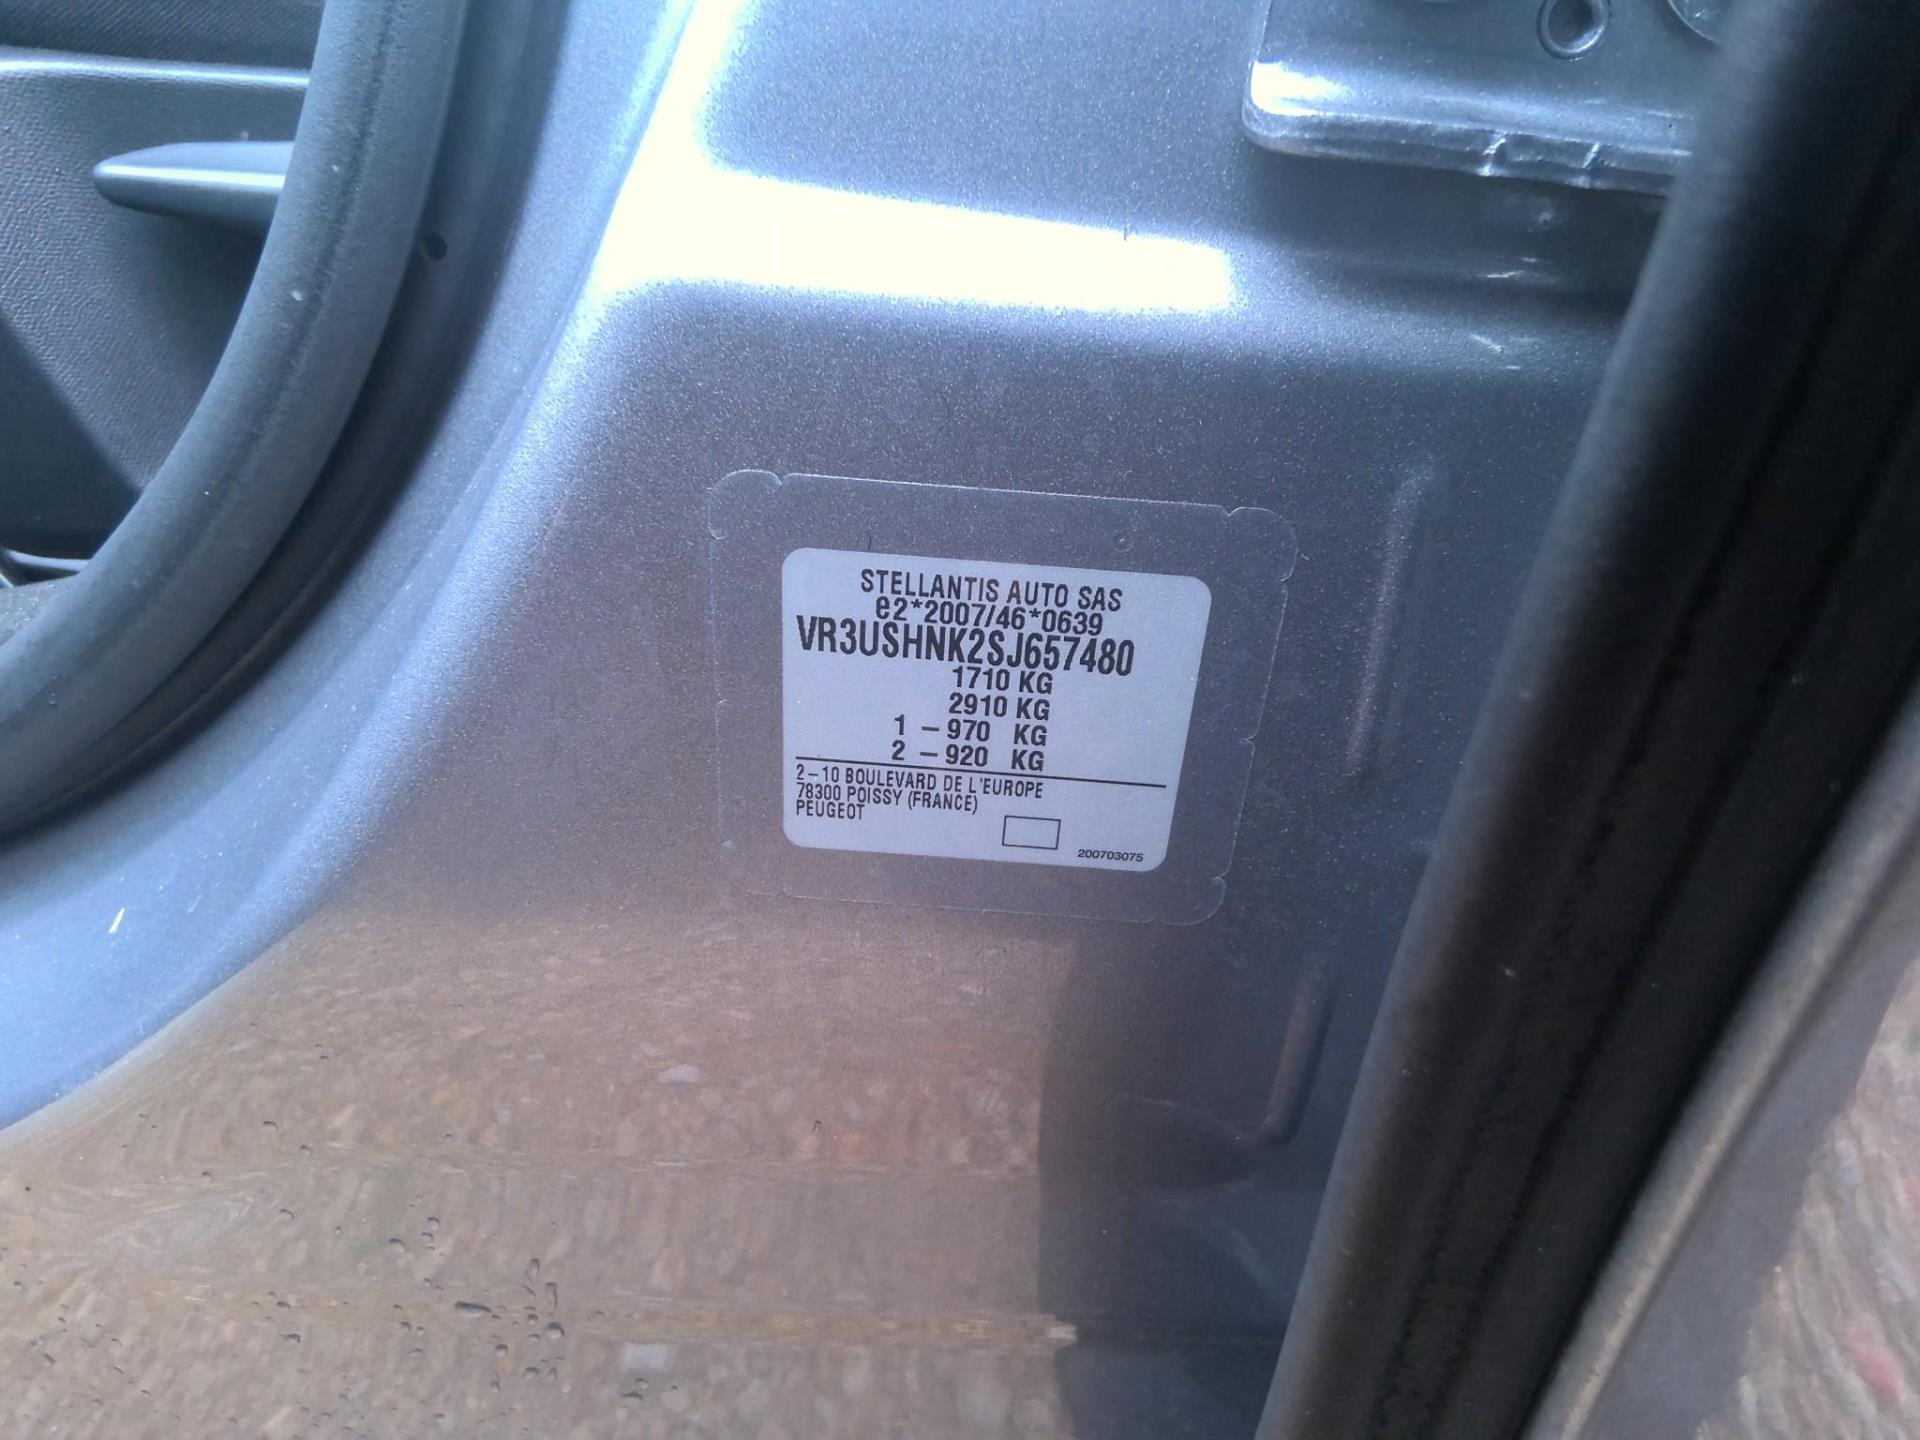 STELLANTIS AUTO SAS
e2*2007/46*0639
VR3USHNK2SJ657480
1710 KG
2910 KG
1 – 970 KG
2 – 920 KG
2–10 BOULEVARD DE L'EUROPE
78300 POISSY (FRANCE)
PEUGEOT
200703075